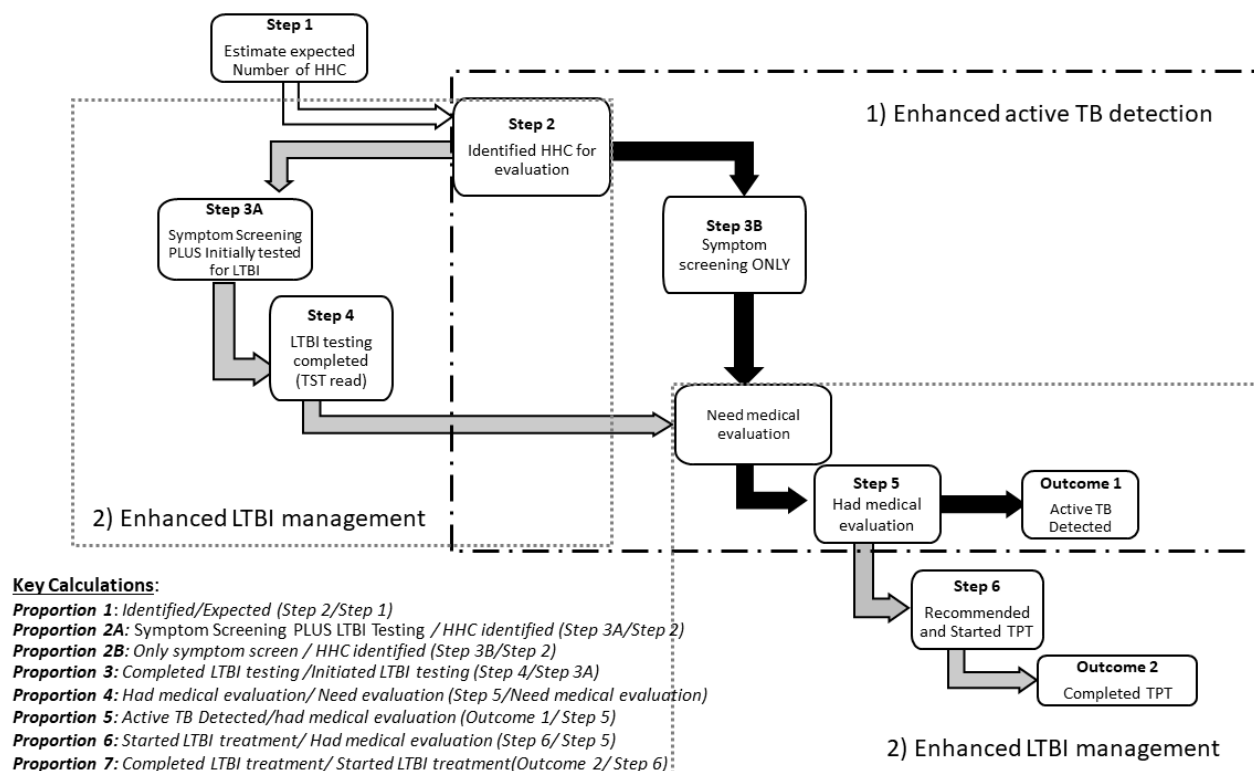 Step 1
Estimate expected
Number of HHC
1) Enhanced active TB detection
Step 2
Identified HHC for
evaluation
Step 3A
Symptom Screening
PLUS Initially tested
for LTBI
Step 3B
Symptom
screening ONLY
Step 4
LTBI testing
completed
(TST read)
Need medical
evaluation
2) Enhanced LTBI management
Step 5
Had medical
evaluation
Outcome 1
Active TB
Detected
Step 6
Recommended
and Started TPT
Outcome 2
Completed TPT
2) Enhanced LTBI management
Key Calculations:
Proportion 1: Identified/Expected (Step 2/Step 1)
Proportion 2A: Symptom Screening PLUS LTBI Testing / HHC identified (Step 3A/Step 2)
Proportion 2B: Only symptom screen / HHC identified (Step 3B/Step 2)
Proportion 3: Completed LTBI testing /Initiated LTBI testing (Step 4/Step 3A)
Proportion 4: Had medical evaluation/ Need evaluation (Step 5/Need medical evaluation)
Proportion 5: Active TB Detected/had medical evaluation (Outcome 1/ Step 5)
Proportion 6: Started LTBI treatment/ Had medical evaluation (Step 6/ Step 5)
Proportion 7: Completed LTBI treatment/ Started LTBI treatment(Outcome 2/ Step 6)